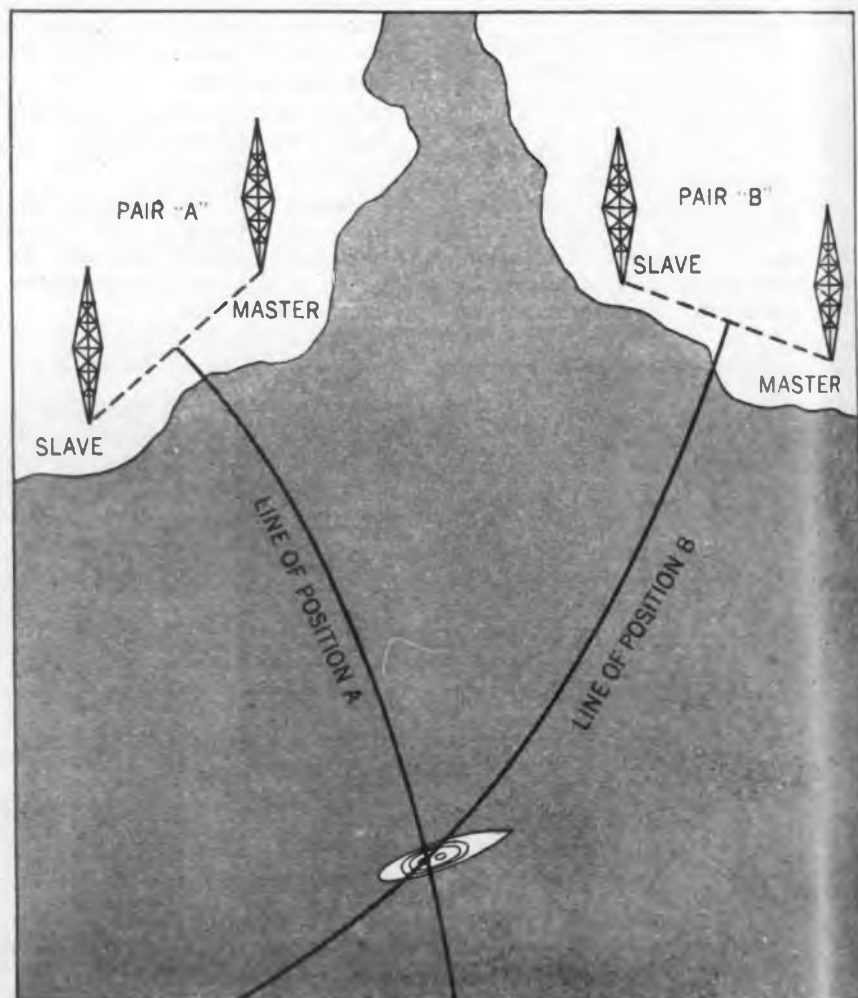 PAIR "A"
PAIR "B"
SLAVE
MASTER
MASTER
SLAVE
LINE OF POSITION A
LINE OF POSITION B